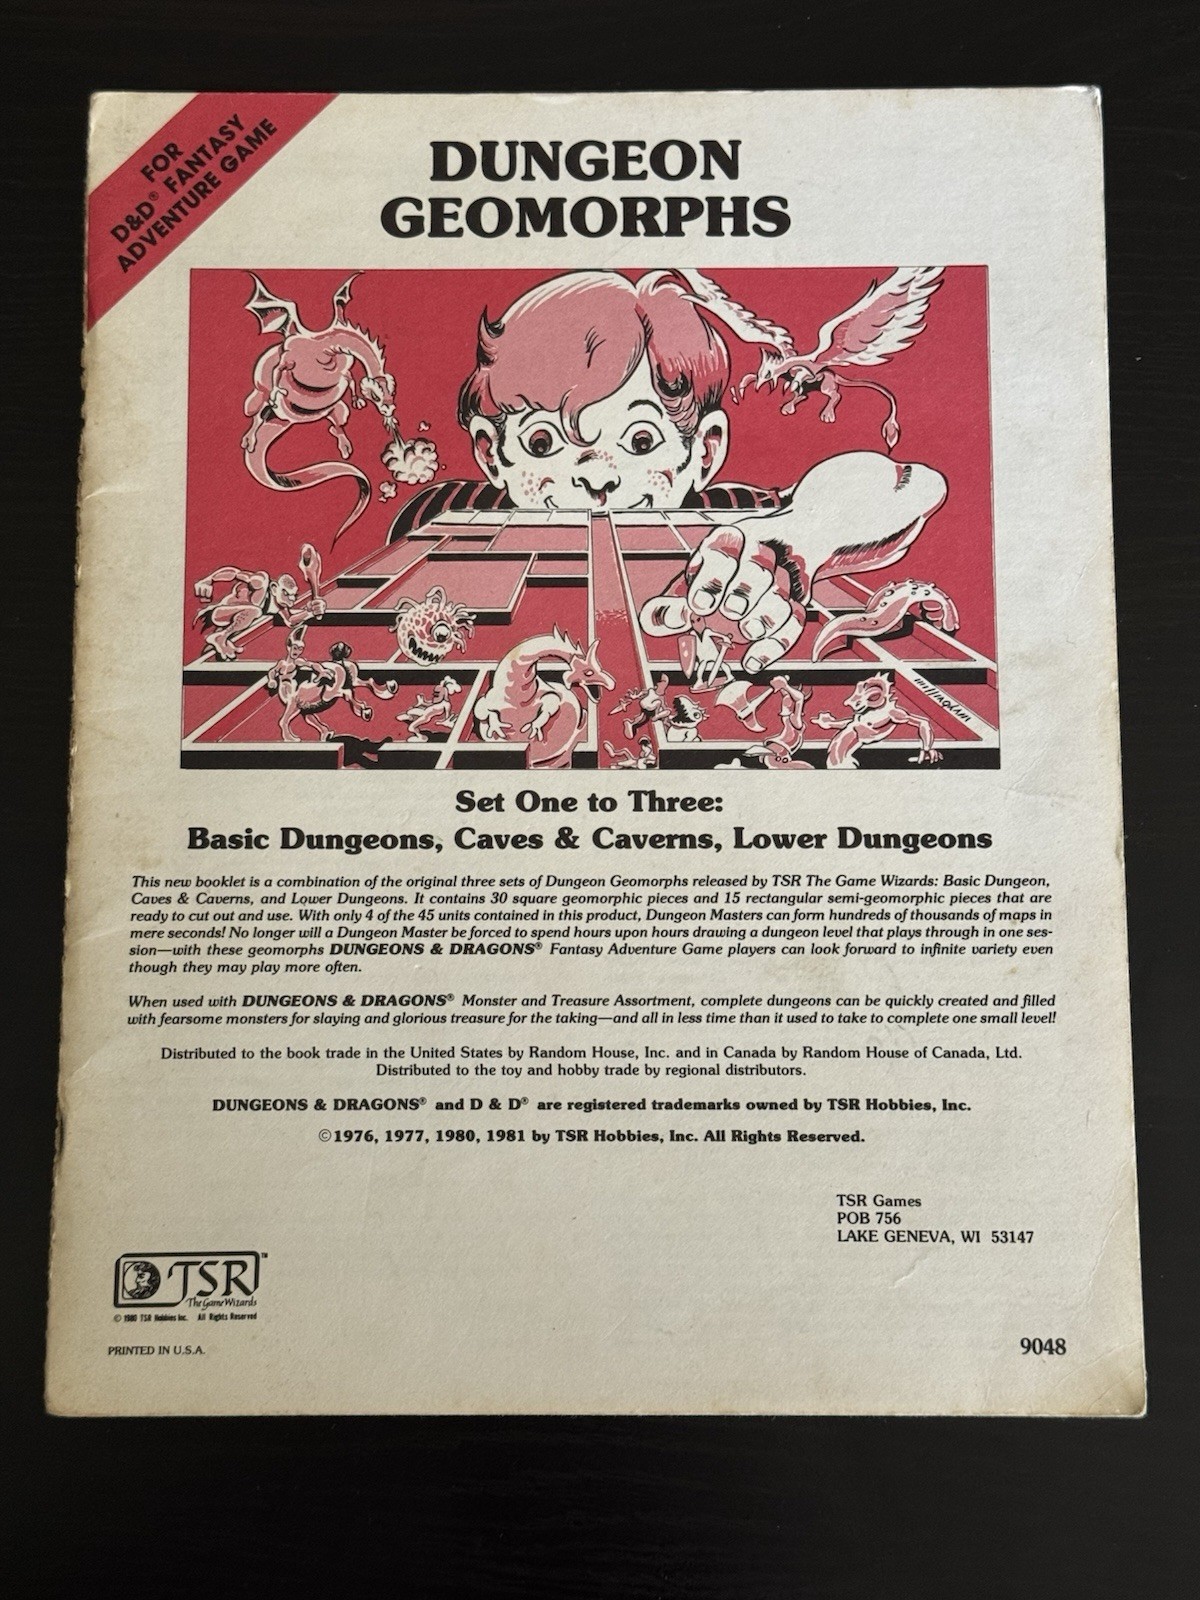 FOR
D&D® FANTASY
ADVENTURE GAME
DUNGEON
GEOMORPHS
Set One to Three:
Basic Dungeons, Caves & Caverns, Lower Dungeons
This new booklet is a combination of the original three sets of Dungeon Geomorphs released by TSR The Game Wizards: Basic Dungeon,
Caves & Caverns, and Lower Dungeons. It contains 30 square geomorphic pieces and 15 rectangular semi-geomorphic pieces that are
ready to cut out and use. With only 4 of the 45 units contained in this product, Dungeon Masters can form hundreds of thousands of maps in
mere seconds! No longer will a Dungeon Master be forced to spend hours upon hours drawing a dungeon level that plays through in one ses-
sion—with these geomorphs DUNGEONS & DRAGONS® Fantasy Adventure Game players can look forward to infinite variety even
though they may play more often.
When used with DUNGEONS & DRAGONS® Monster and Treasure Assortment, complete dungeons can be quickly created and filled
with fearsome monsters for slaying and glorious treasure for the taking—and all in less time than it used to take to complete one small level!
Distributed to the book trade in the United States by Random House, Inc. and in Canada by Random House of Canada, Ltd.
Distributed to the toy and hobby trade by regional distributors.
DUNGEONS & DRAGONS® and D & D® are registered trademarks owned by TSR Hobbies, Inc.
©1976, 1977, 1980, 1981 by TSR Hobbies, Inc. All Rights Reserved.
TSR Games
POB 756
LAKE GENEVA, WI 53147
TSR™
The Game Wizards
© 1980 TSR Hobbies Inc. All Rights Reserved
PRINTED IN U.S.A.
9048